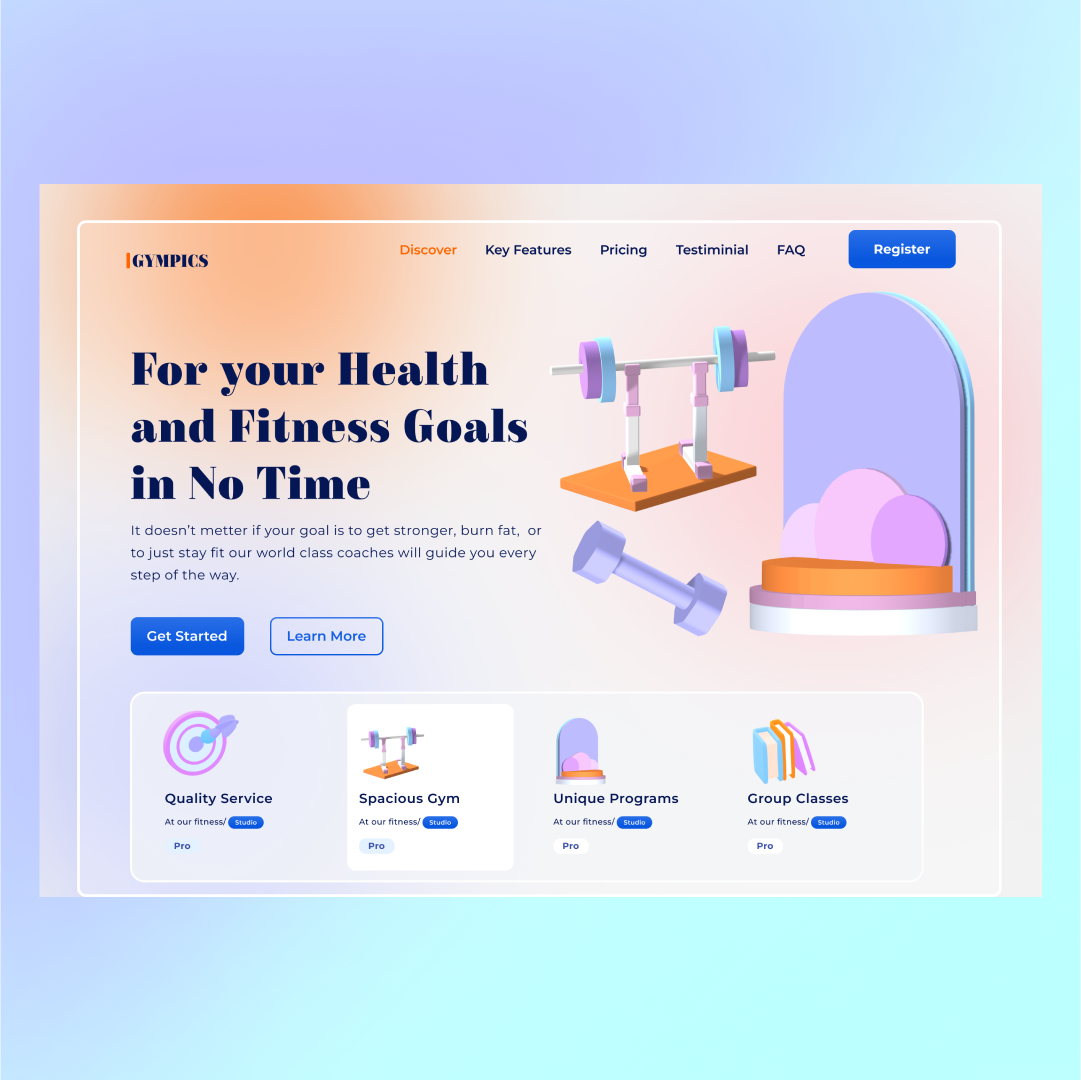 GYMPICS
Discover Key Features Pricing Testiminial FAQ Register
For your Health
and Fitness Goals
in No Time
It doesn’t metter if your goal is to get stronger, burn fat, or
to just stay fit our world class coaches will guide you every
step of the way.
Get Started Learn More
Quality Service
At our fitness/ Studio
Pro
Spacious Gym
At our fitness/ Studio
Pro
Unique Programs
At our fitness/ Studio
Pro
Group Classes
At our fitness/ Studio
Pro